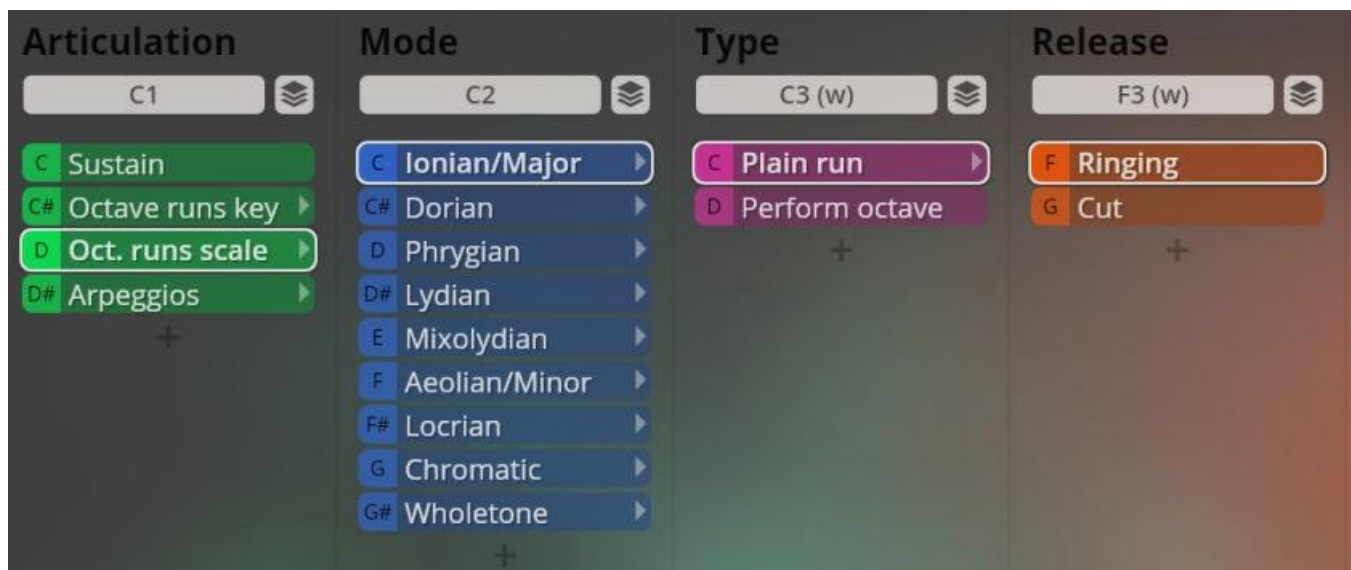 Articulation
C1
C Sustain
C# Octave runs key
D Oct. runs scale
D# Arpeggios
+
Mode
C2
C Ionian/Major
C# Dorian
D Phrygian
D# Lydian
E Mixolydian
F Aeolian/Minor
F# Locrian
G Chromatic
G# Wholetone
+
Type
C3 (w)
C Plain run
D Perform octave
+
Release
F3 (w)
F Ringing
G Cut
+